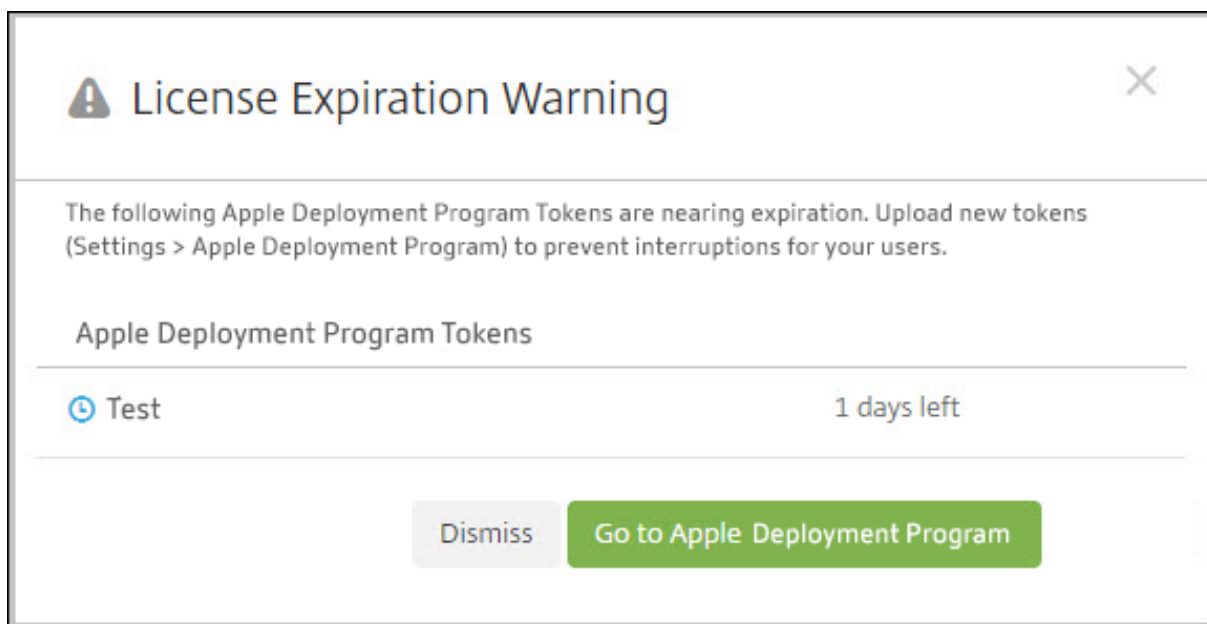 License Expiration Warning
The following Apple Deployment Program Tokens are nearing expiration. Upload new tokens
(Settings > Apple Deployment Program) to prevent interruptions for your users.
Apple Deployment Program Tokens
Test 1 days left
Dismiss Go to Apple Deployment Program